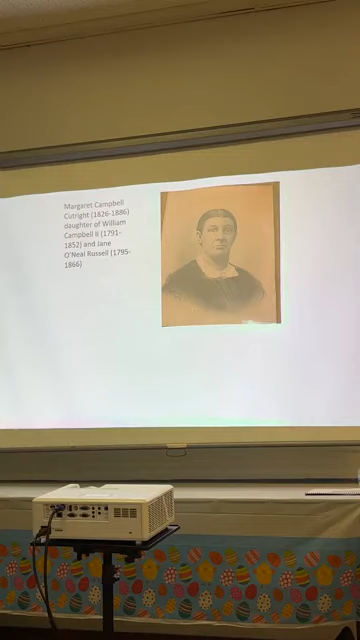 Margaret Campbell
Cutright (1826-1886)
daughter of William
Campbell II (1791-
1852) and Jane
O'Neal Russell (1795-
1866)